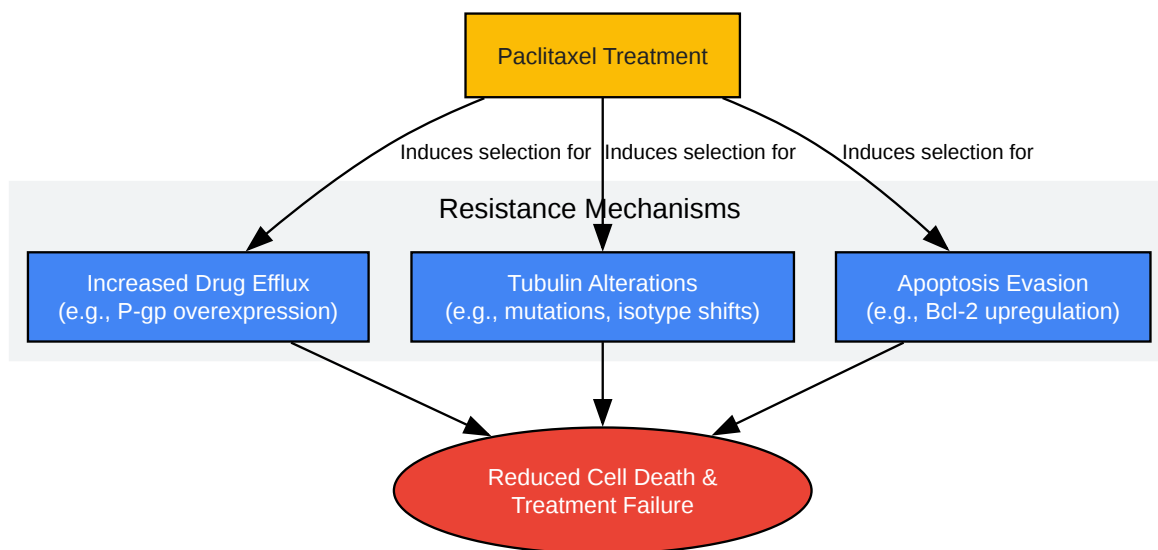 Paclitaxel Treatment
Induces selection for
Induces selection for
Induces selection for
Resistance Mechanisms
Increased Drug Efflux
(e.g., P-gp overexpression)
Tubulin Alterations
(e.g., mutations, isotype shifts)
Apoptosis Evasion
(e.g., Bcl-2 upregulation)
Reduced Cell Death &
Treatment Failure